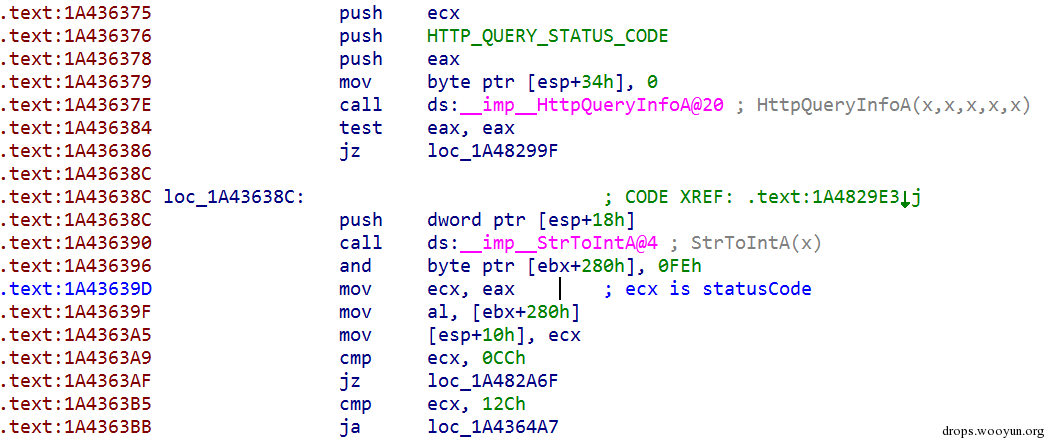 .text:1A436375 push ecx
.text:1A436376 push HTTP_QUERY_STATUS_CODE
.text:1A436378 push eax
.text:1A436379 mov byte ptr [esp+34h], 0
.text:1A43637E call ds:__imp__HttpQueryInfoA@20 ; HttpQueryInfoA(x,x,x,x,x)
.text:1A436384 test eax, eax
.text:1A436386 jz loc_1A48299F
.text:1A43638C
.text:1A43638C loc_1A43638C: ; CODE XREF: .text:1A4829E3↓j
.text:1A43638C push dword ptr [esp+18h]
.text:1A436390 call ds:__imp__StrToIntA@4 ; StrToIntA(x)
.text:1A436396 and byte ptr [ebx+280h], 0FEh
.text:1A43639D mov ecx, eax ; ecx is statusCode
.text:1A43639F mov al, [ebx+280h]
.text:1A4363A5 mov [esp+10h], ecx
.text:1A4363A9 cmp ecx, 0CCh
.text:1A4363AF jz loc_1A482A6F
.text:1A4363B5 cmp ecx, 12Ch
.text:1A4363BB ja loc_1A4364A7
drops.wooyun.org